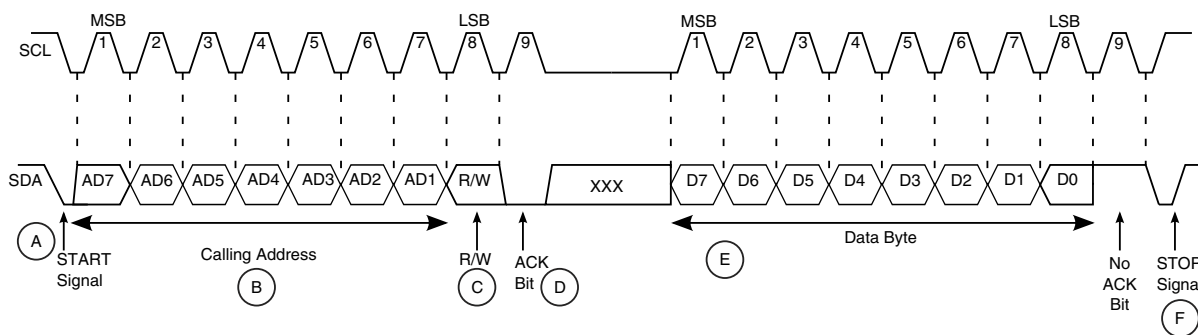 MSB LSB MSB LSB
SCL 1 2 3 4 5 6 7 8 9 1 2 3 4 5 6 7 8 9
SDA AD7 AD6 AD5 AD4 AD3 AD2 AD1 R/W XXX D7 D6 D5 D4 D3 D2 D1 D0
A START Signal
Calling Address
B
R/W
C
ACK Bit
D
E
Data Byte
No ACK Bit
STOP Signal
F